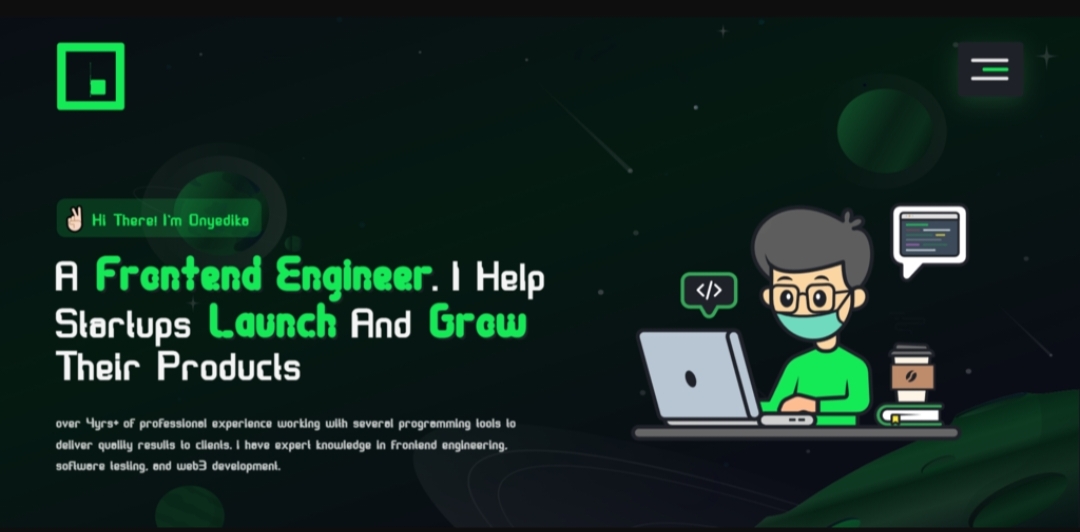 Hi There! I'm Onyedika
A Frontend Engineer. I Help
Startups Launch And Grow
Their Products
</>
over 4yrs+ of professional experience working with several programming tools to
deliver quality results to clients. i have expert knowledge in frontend engineering,
software testing, and web3 development.